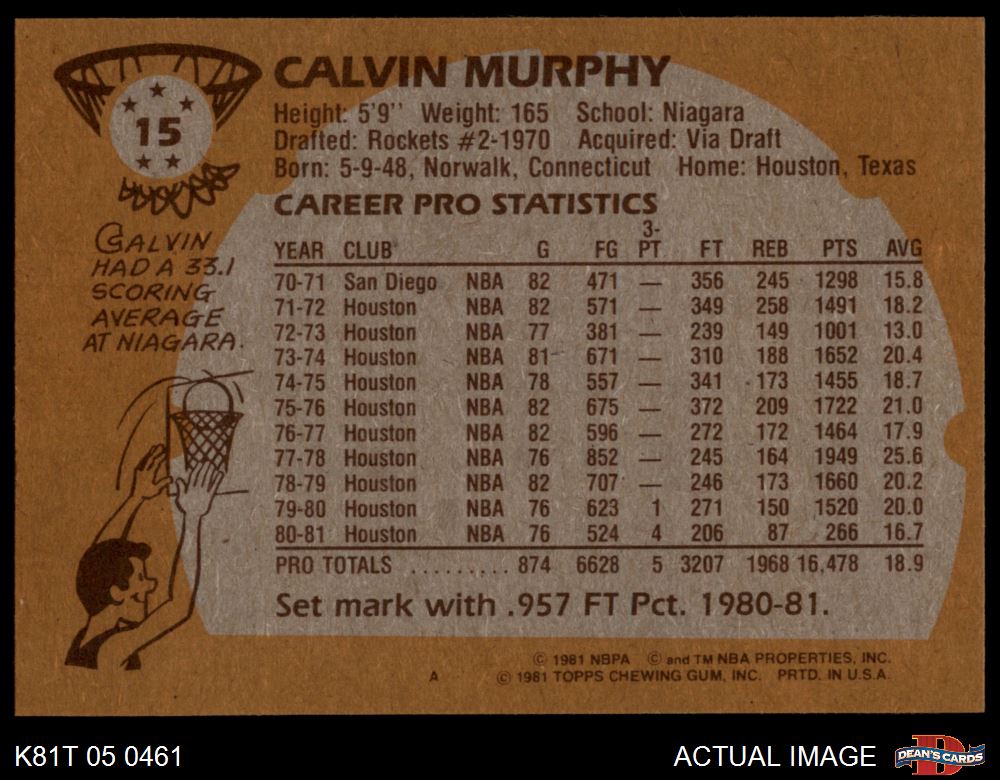 15
CALVIN MURPHY
Height: 5'9'' Weight: 165 School: Niagara
Drafted: Rockets #2-1970 Acquired: Via Draft
Born: 5-9-48, Norwalk, Connecticut Home: Houston, Texas
CAREER PRO STATISTICS
CALVIN
HAD A 33.1
SCORING
AVERAGE
AT NIAGARA.
YEAR CLUB G FG 3-PT FT REB PTS AVG
70-71 San Diego NBA 82 471 — 356 245 1298 15.8
71-72 Houston NBA 82 571 — 349 258 1491 18.2
72-73 Houston NBA 77 381 — 239 149 1001 13.0
73-74 Houston NBA 81 671 — 310 188 1652 20.4
74-75 Houston NBA 78 557 — 341 173 1455 18.7
75-76 Houston NBA 82 675 — 372 209 1722 21.0
76-77 Houston NBA 82 596 — 272 172 1464 17.9
77-78 Houston NBA 76 852 — 245 164 1949 25.6
78-79 Houston NBA 82 707 — 246 173 1660 20.2
79-80 Houston NBA 76 623 1 271 150 1520 20.0
80-81 Houston NBA 76 524 4 206 87 266 16.7
PRO TOTALS .......... 874 6628 5 3207 1968 16,478 18.9
Set mark with .957 FT Pct. 1980-81.
© 1981 NBPA © and TM NBA PROPERTIES, INC.
A © 1981 TOPPS CHEWING GUM, INC. PRTD. IN U.S.A.
K81T 05 0461 ACTUAL IMAGE DEAN'S CARDS